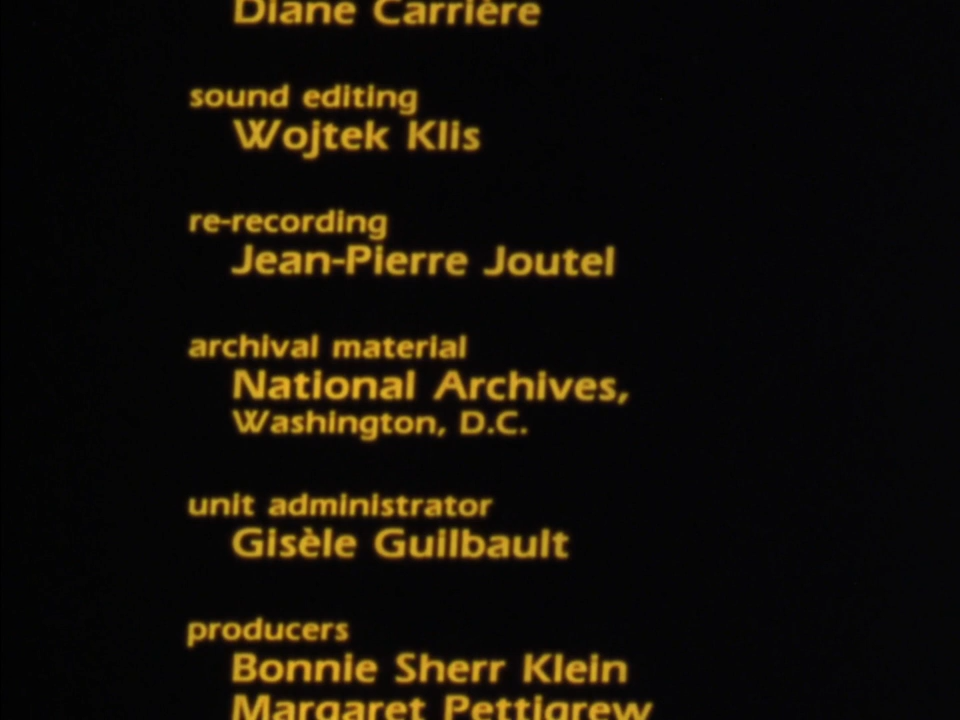 Diane Carrière
sound editing
Wojtek Klis
re-recording
Jean-Pierre Joutel
archival material
National Archives,
Washington, D.C.
unit administrator
Gisèle Guilbault
producers
Bonnie Sherr Klein
Margaret Pettigrew